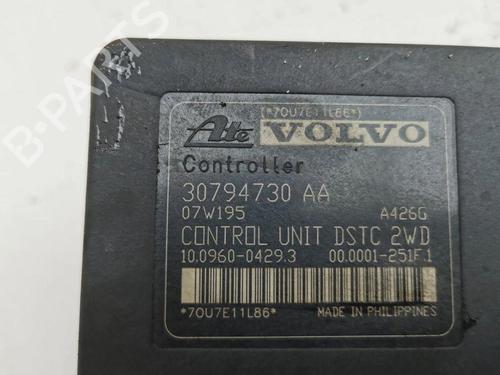 B-PARTS
(*70U7E11L86*)
Ate VOLVO
Controller
30794730 AA
07W195 A426G
CONTROL UNIT DSTC 2WD
10.0960-0429.3 00.0001-251F.1
*70U7E11L86* MADE IN PHILIPPINES